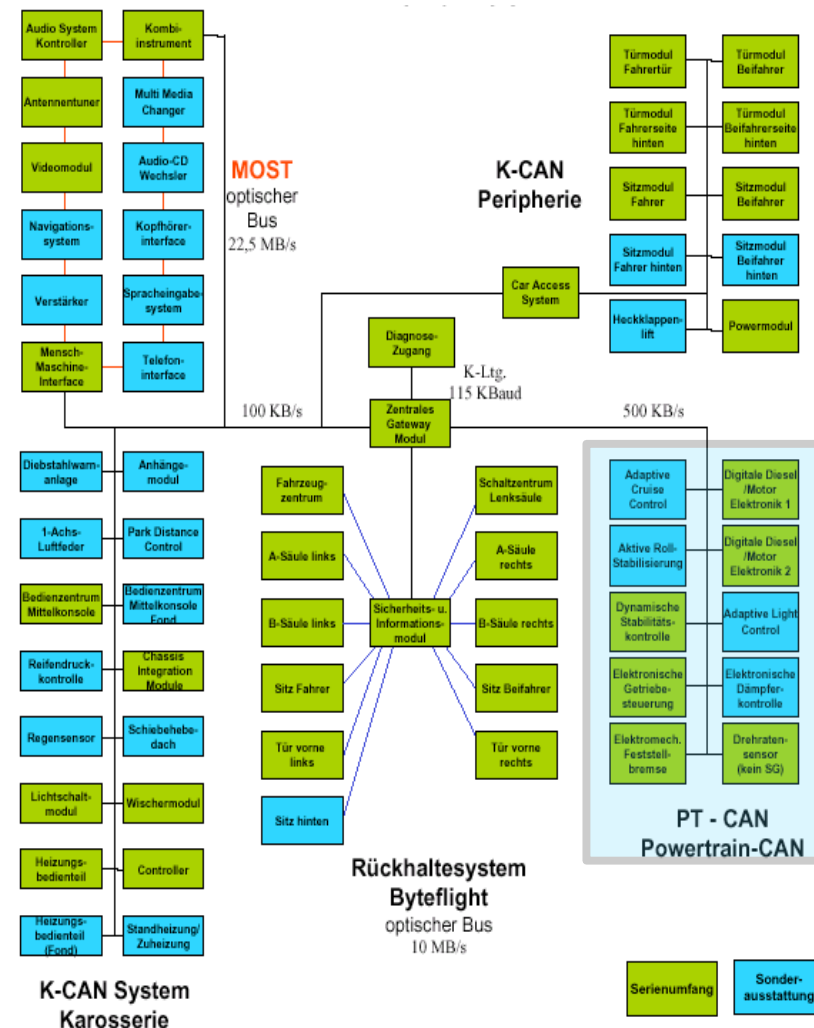 Audio System
Kontroller
Kombi-
instrument
Antennentuner
Multi Media
Changer
Videomodul
Audio-CD
Wechsler
Navigations-
system
Kopfhörer-
interface
Verstärker
Spracheingabe-
system
Mensch-
Maschine-
Interface
Telefon-
interface
MOST
optischer
Bus
22,5 MB/s
K-CAN
Peripherie
Türmodul
Fahrertür
Türmodul
Beifahrer
Türmodul
Fahrerseite
hinten
Türmodul
Beifahrerseite
hinten
Sitzmodul
Fahrer
Sitzmodul
Beifahrer
Sitzmodul
Fahrer hinten
Sitzmodul
Beifahrer
hinten
Heckklappen-
lift
Powermodul
Car Access
System
Diagnose-
Zugang
K-Ltg.
115 KBaud
100 KB/s
Zentrales
Gateway
Modul
500 KB/s
Diebstahlwarn-
anlage
Anhänge-
modul
1-Achs-
Luftfeder
Park Distance
Control
Bedienzentrum
Mittelkonsole
Bedienzentrum
Mittelkonsole
Fond
Reifendruck-
kontrolle
Chassis
Integration
Module
Regensensor
Schiebehebe-
dach
Lichtschalt-
modul
Wischermodul
Heizungs-
bedienteil
Controller
Heizungs-
bedienteil
(Fond)
Standheizung/
Zuheizung
K-CAN System
Karosserie
Fahrzeug-
zentrum
Schaltzentrum
Lenksäule
A-Säule links
A-Säule
rechts
B-Säule links
Sicherheits- u.
Informations-
modul
B-Säule rechts
Sitz Fahrer
Sitz Beifahrer
Tür vorne
links
Tür vorne
rechts
Sitz hinten
Rückhaltesystem
Byteflight
optischer Bus
10 MB/s
Adaptive
Cruise
Control
Digitale Diesel
/Motor
Elektronik 1
Aktive Roll-
Stabilisierung
Digitale Diesel
/Motor
Elektronik 2
Dynamische
Stabilitäts-
kontrolle
Adaptive Light
Control
Elektronische
Getriebe-
steuerung
Elektronische
Dämpfer-
kontrolle
Elektromech.
Feststell-
bremse
Drehraten-
sensor
(kein SG)
PT - CAN
Powertrain-CAN
Serienumfang
Sonder-
ausstattung